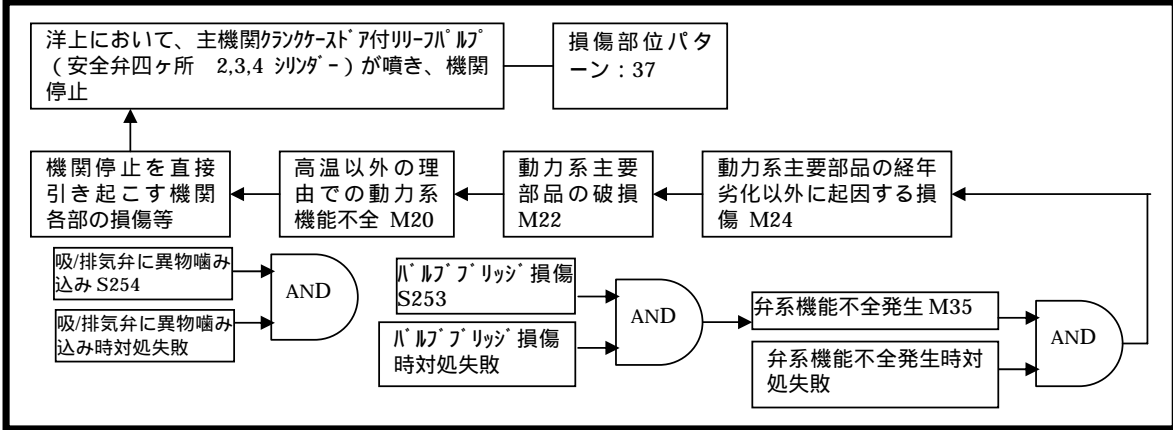 洋上において、主機関ｸﾗﾝｸｹｰｽﾄﾞｱ付ﾘﾘｰﾌﾊﾞﾙﾌﾞ
（安全弁四ヶ所　2,3,4 ｼﾘﾝﾀﾞｰ）が噴き、機関
停止
損傷部位パタ
ーン：37
機関停止を直接
引き起こす機関
各部の損傷等
高温以外の理
由での動力系
機能不全 M20
動力系主要
部品の破損
M22
動力系主要部品の経年
劣化以外に起因する損
傷 M24
吸/排気弁に異物噛み
込み S254
吸/排気弁に異物噛み
込み時対処失敗
AND
ﾊﾞﾙﾌﾞﾌﾞﾘｯｼﾞ損傷
S253
ﾊﾞﾙﾌﾞﾌﾞﾘｯｼﾞ損傷
時対処失敗
AND
弁系機能不全発生 M35
弁系機能不全発生時対
処失敗
AND